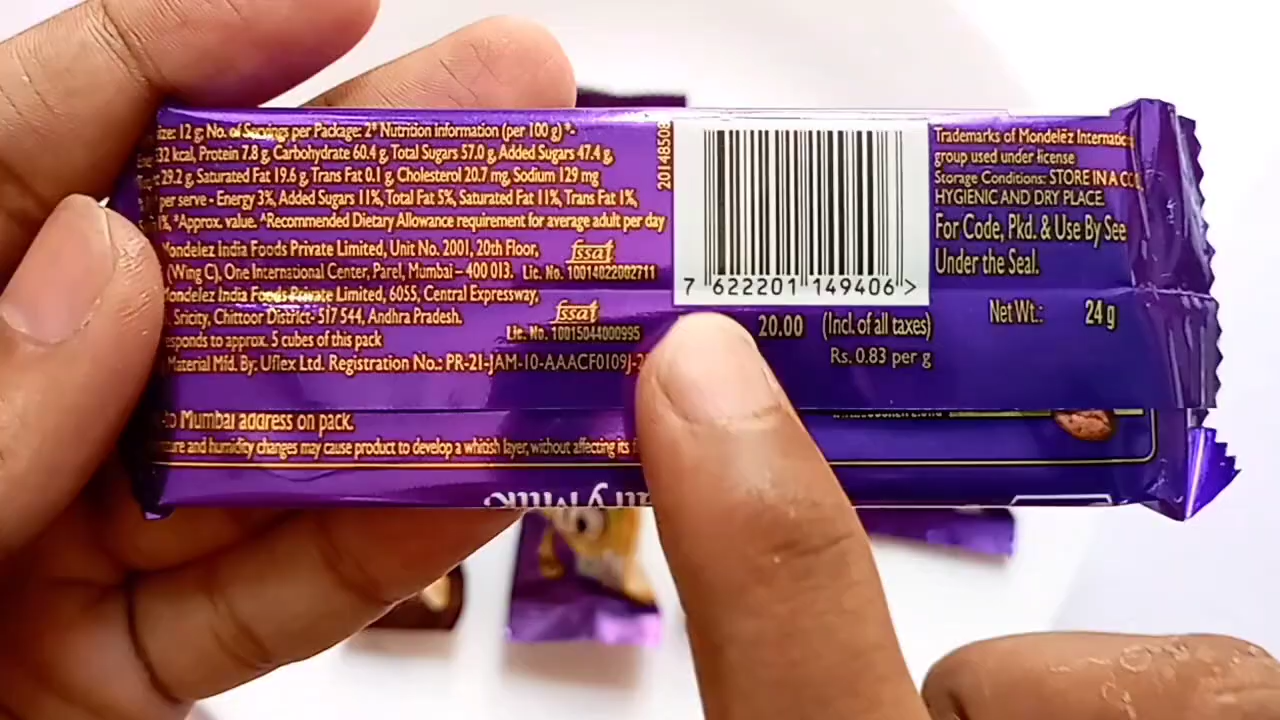 ize: 12 g; No. of Servings per Package: 2* Nutrition information (per 100 g)*-
32 kcal, Protein 7.8 g, Carbohydrate 60.4 g, Total Sugars 57.0 g, Added Sugars 47.4 g,
29.2 g, Saturated Fat 19.6 g, Trans Fat 0.1 g, Cholesterol 20.7 mg, Sodium 129 mg
per serve - Energy 3%, Added Sugars 11%, Total Fat 5%, Saturated Fat 11%, Trans Fat 1%,
1%, *Approx. value. ^Recommended Dietary Allowance requirement for average adult per day
ondelez India Foods Private Limited, Unit No. 2001, 20th Floor,
(Wing C), One International Center, Parel, Mumbai – 400 013.
fssai
Lic. No. 10014022002711
ondelez India Foods Private Limited, 6055, Central Expressway,
Sricity, Chittoor District- 517 544, Andhra Pradesh.
fssai
Lic. No. 10015044000995
esponds to approx. 5 cubes of this pack
Material Mfd. By: Uflex Ltd. Registration No.: PR-21-JAM-10-AAACF0109J-2
to Mumbai address on pack.
ure and humidity changes may cause product to develop a whitish layer, without affecting its
20148508
7 622201 149406 >
20.00 (Incl. of all taxes)
Rs. 0.83 per g
Trademarks of Mondelēz Internatio
group used under license
Storage Conditions: STORE IN A CO
HYGIENIC AND DRY PLACE.
For Code, Pkd. & Use By See
Under the Seal.
Net Wt.: 24 g
airy Milk